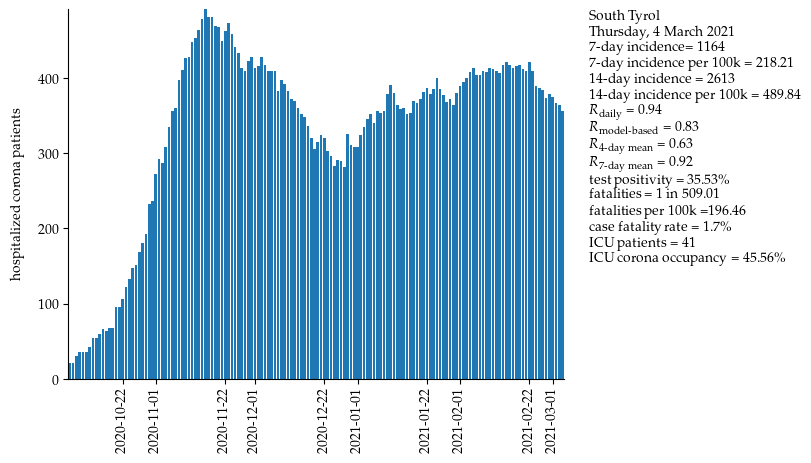 South Tyrol
Thursday, 4 March 2021
7-day incidence= 1164
7-day incidence per 100k = 218.21
14-day incidence = 2613
14-day incidence per 100k = 489.84
R_daily = 0.94
R_model-based = 0.83
R_4-day mean = 0.63
R_7-day mean = 0.92
test positivity = 35.53%
fatalities = 1 in 509.01
fatalities per 100k =196.46
case fatality rate = 1.7%
ICU patients = 41
ICU corona occupancy = 45.56%
hospitalized corona patients
400
300
200
100
0
2020-10-22
2020-11-01
2020-11-22
2020-12-01
2020-12-22
2021-01-01
2021-01-22
2021-02-01
2021-02-22
2021-03-01